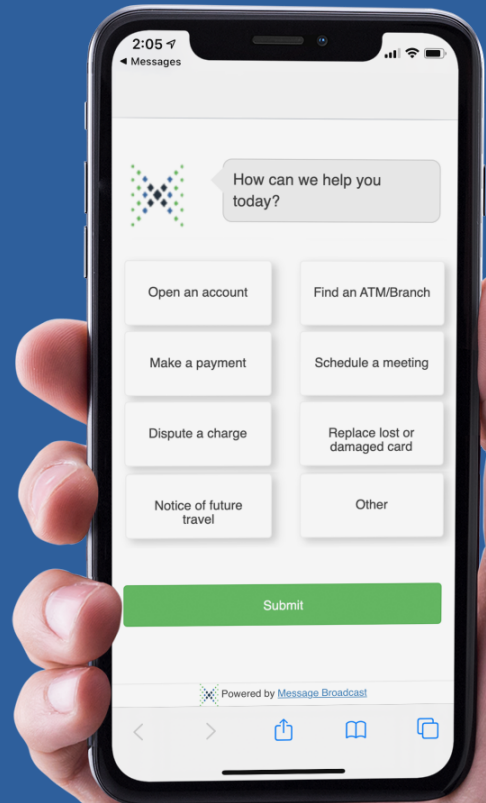 2:05
Messages
How can we help you
today?
Open an account
Find an ATM/Branch
Make a payment
Schedule a meeting
Dispute a charge
Replace lost or
damaged card
Notice of future
travel
Other
Submit
Powered by Message Broadcast